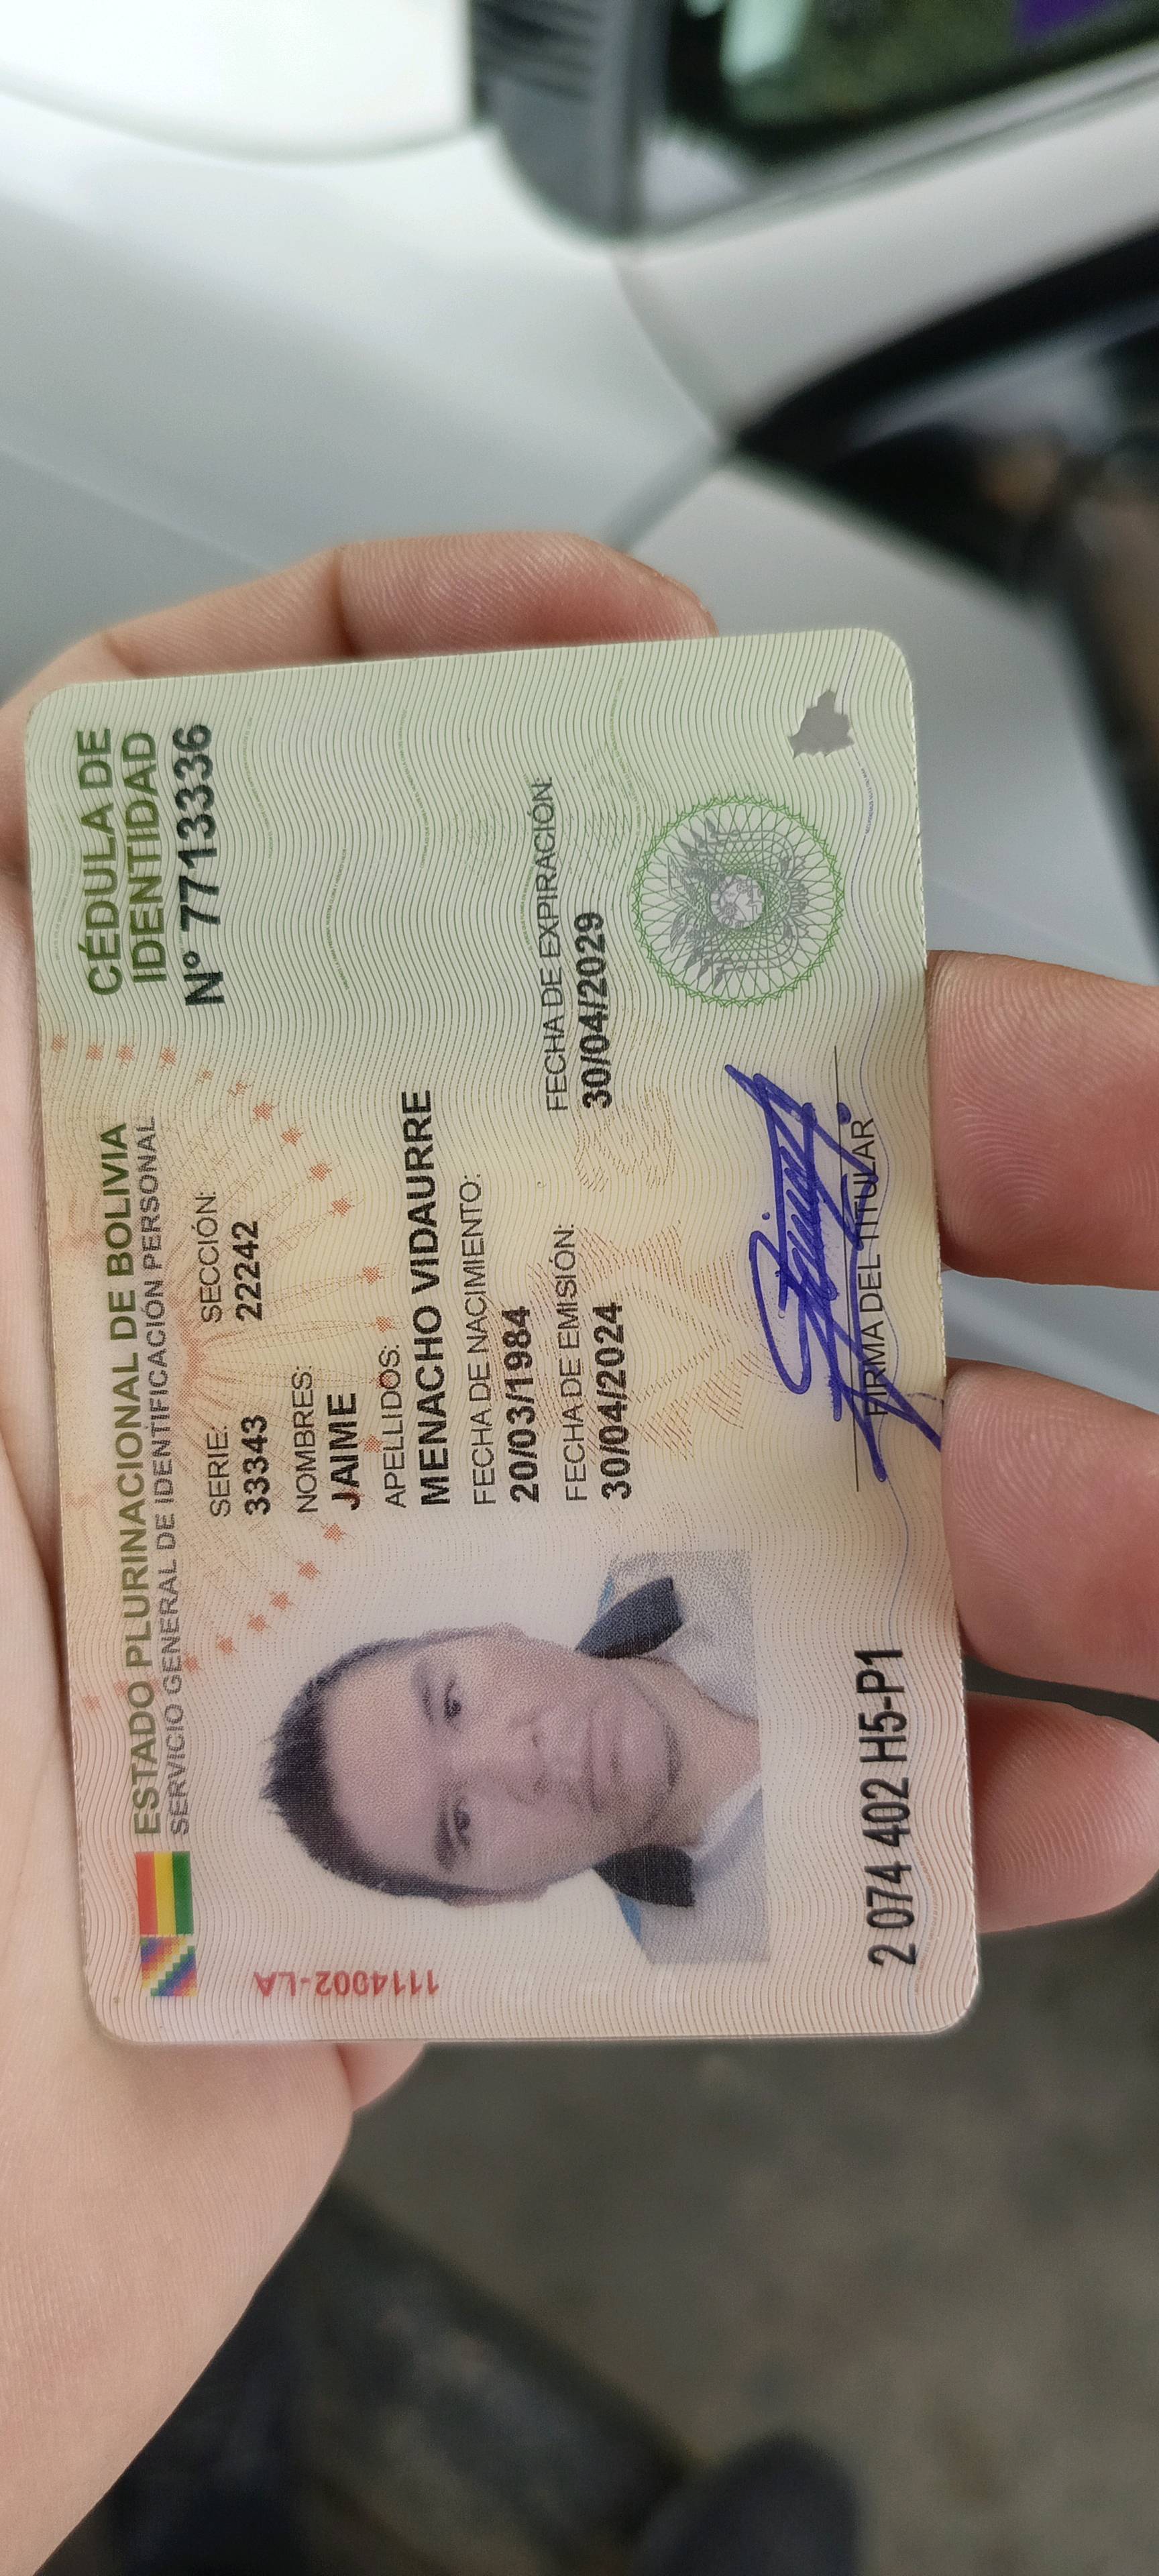 ESTADO PLURINACIONAL DE BOLIVIA
SERVICIO GENERAL DE IDENTIFICACIÓN PERSONAL
CÉDULA DE
IDENTIDAD
Nº 7713336
SERIE: SECCIÓN:
33343 22242
NOMBRES:
JAIME
APELLIDOS:
MENACHO VIDAURRE
FECHA DE NACIMIENTO:
20/03/1984
FECHA DE EMISIÓN: FECHA DE EXPIRACIÓN:
30/04/2024 30/04/2029
1114002-LA
FIRMA DEL TITULAR
2 074 402 H5-P1